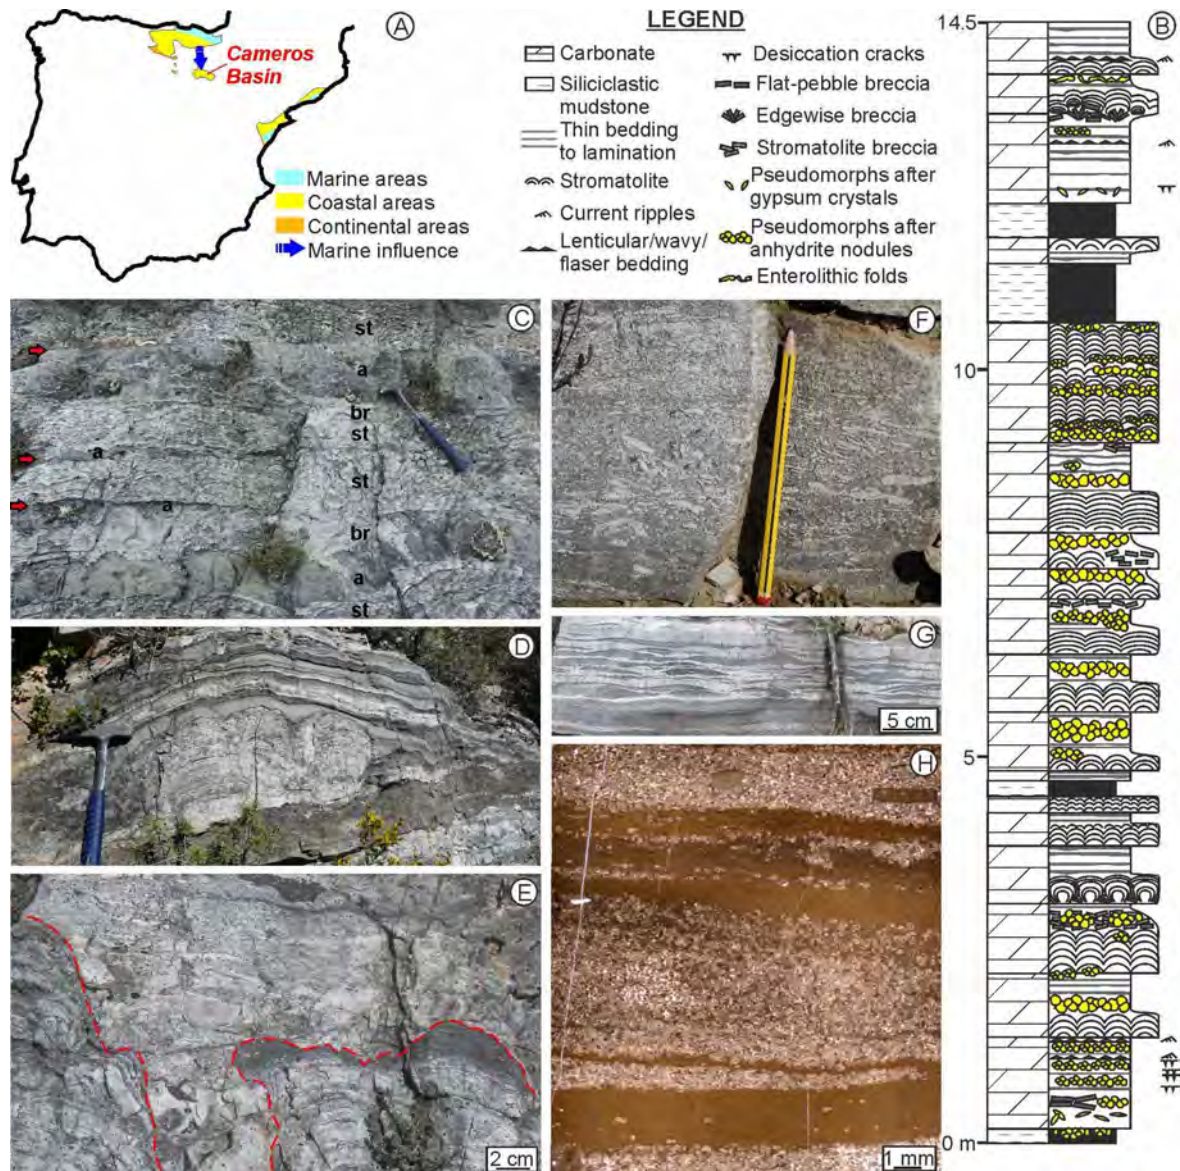 A
Cameros
Basin
Marine areas
Coastal areas
Continental areas
Marine influence
LEGEND
Carbonate
Siliciclastic
mudstone
Thin bedding
to lamination
Stromatolite
Current ripples
Lenticular/wavy/
flaser bedding
Desiccation cracks
Flat-pebble breccia
Edgewise breccia
Stromatolite breccia
Pseudomorphs after
gypsum crystals
Pseudomorphs after
anhydrite nodules
Enterolithic folds
B
14.5
10
5
0 m
C
st
a
br
st
a
st
a
br
a
st
D
E
2 cm
F
G
5 cm
H
1 mm